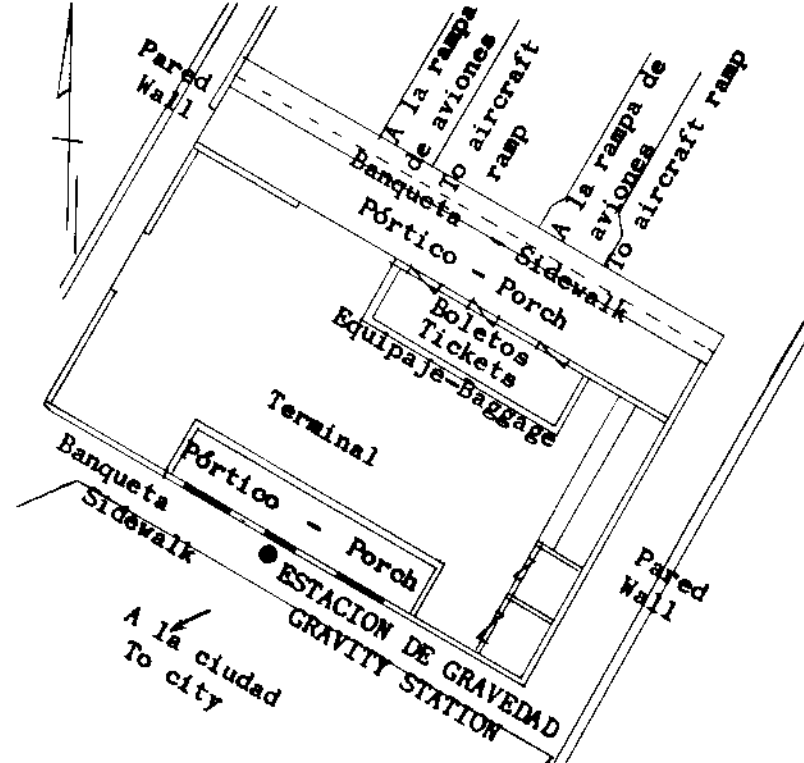 Pared
Wall
A la rampa
de aviones
To aircraft
ramp
A la rampa de
aviones
To aircraft ramp
Banqueta - Sidewalk
Pórtico - Porch
Boletos
Tickets
Equipaje-Baggage
Terminal
Pórtico - Porch
Banqueta
Sidewalk
ESTACION DE GRAVEDAD
GRAVITY STATION
Pared
Wall
A la ciudad
To city